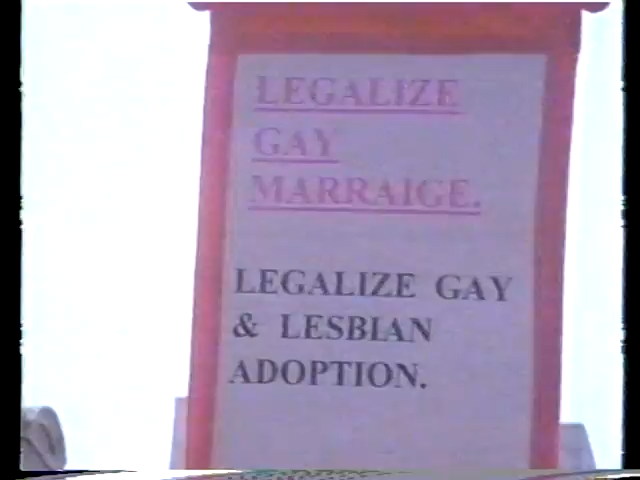 LEGALIZE
GAY
MARRAIGE.
LEGALIZE GAY
& LESBIAN
ADOPTION.